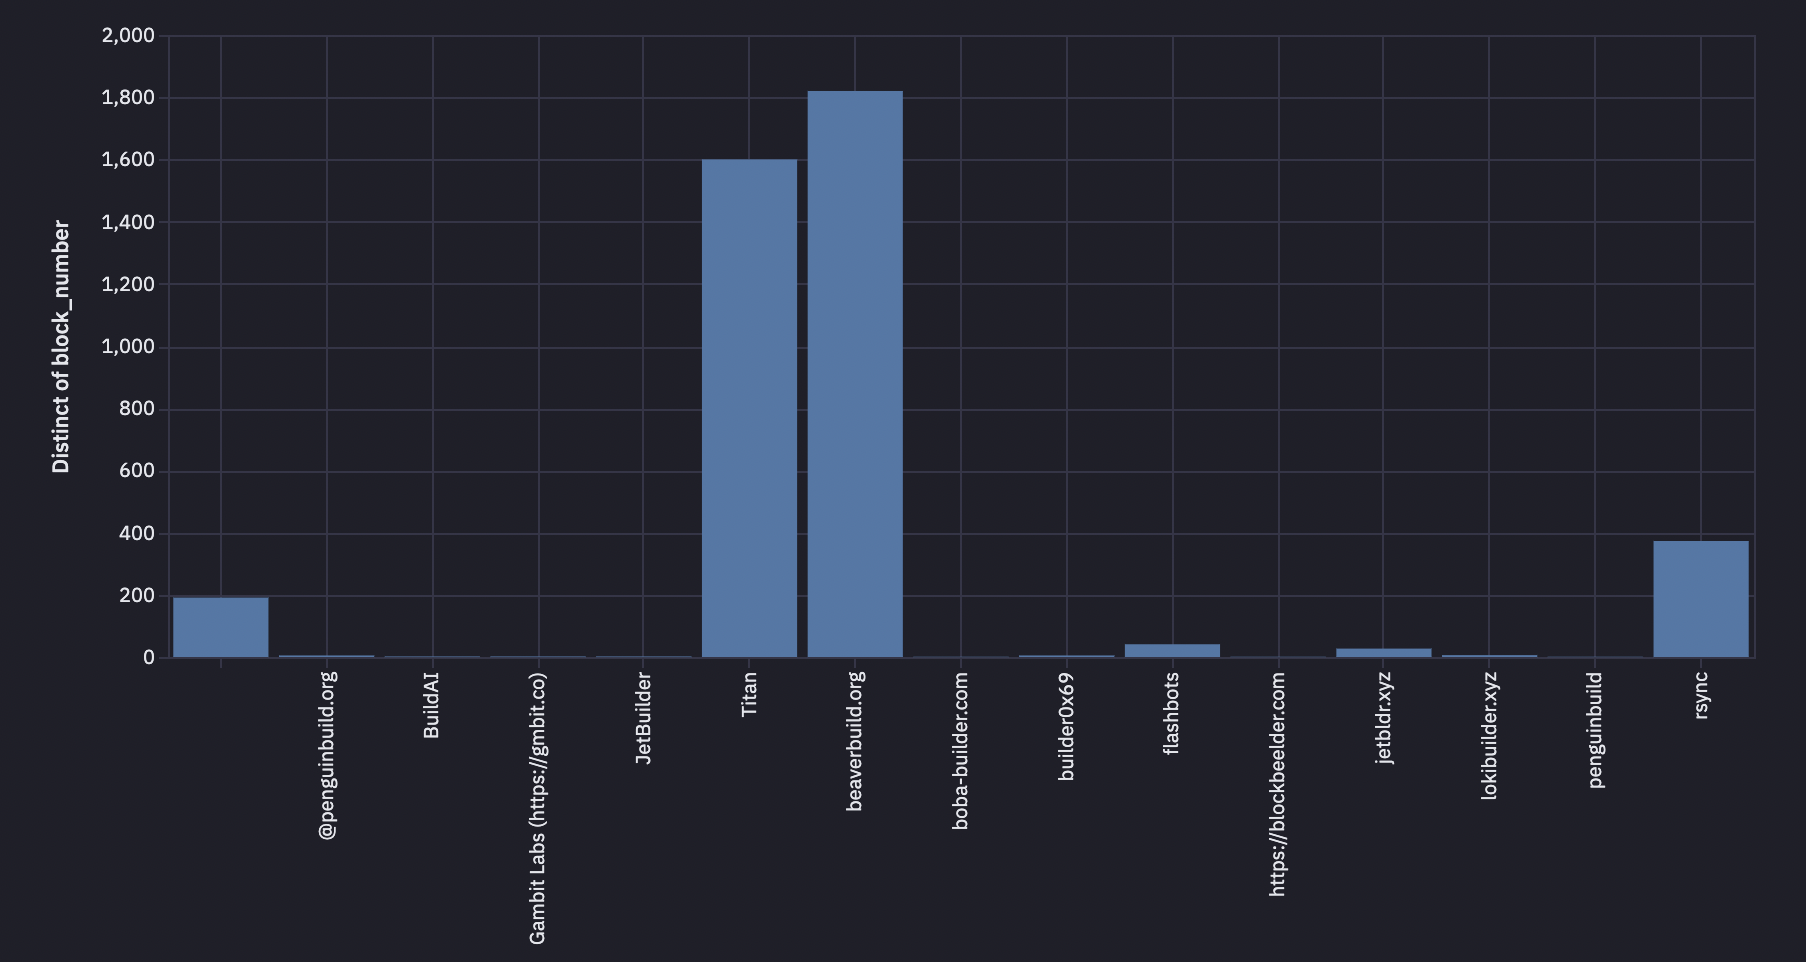 2,000
1,800
1,600
1,400
1,200
1,000
800
600
400
200
0
Distinct of block_number
@penguinbuild.org
BuildAI
Gambit Labs (https://gmbit.co)
JetBuilder
Titan
beaverbuild.org
boba-builder.com
builder0x69
flashbots
https://blockbeelder.com
jetbldr.xyz
lokibuilder.xyz
penguinbuild
rsync